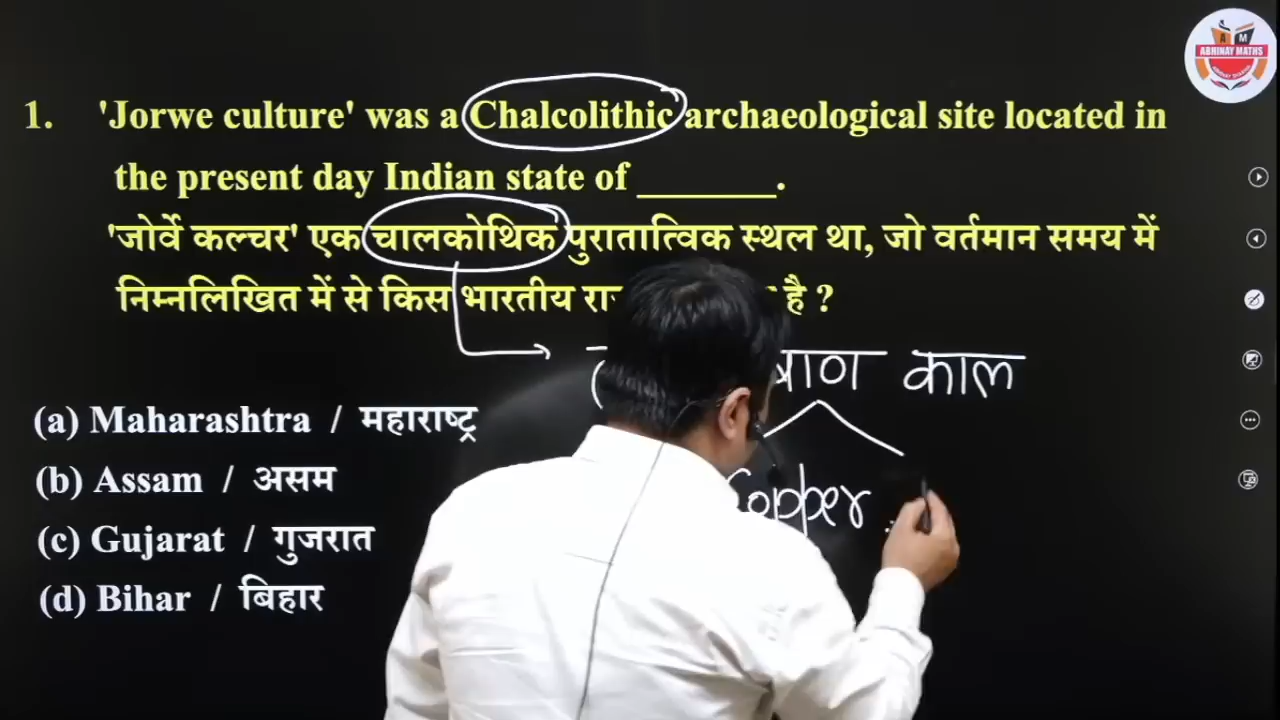 ABHINAY MATHS
1. 'Jorwe culture' was a Chalcolithic archaeological site located in
the present day Indian state of _______.
'जोर्वे कल्चर' एक चालकोथिक पुरातात्विक स्थल था, जो वर्तमान समय में
निम्नलिखित में से किस भारतीय है ?
काल
(a) Maharashtra / महाराष्ट्र
(b) Assam / असम
Copper
(c) Gujarat / गुजरात
(d) Bihar / बिहार